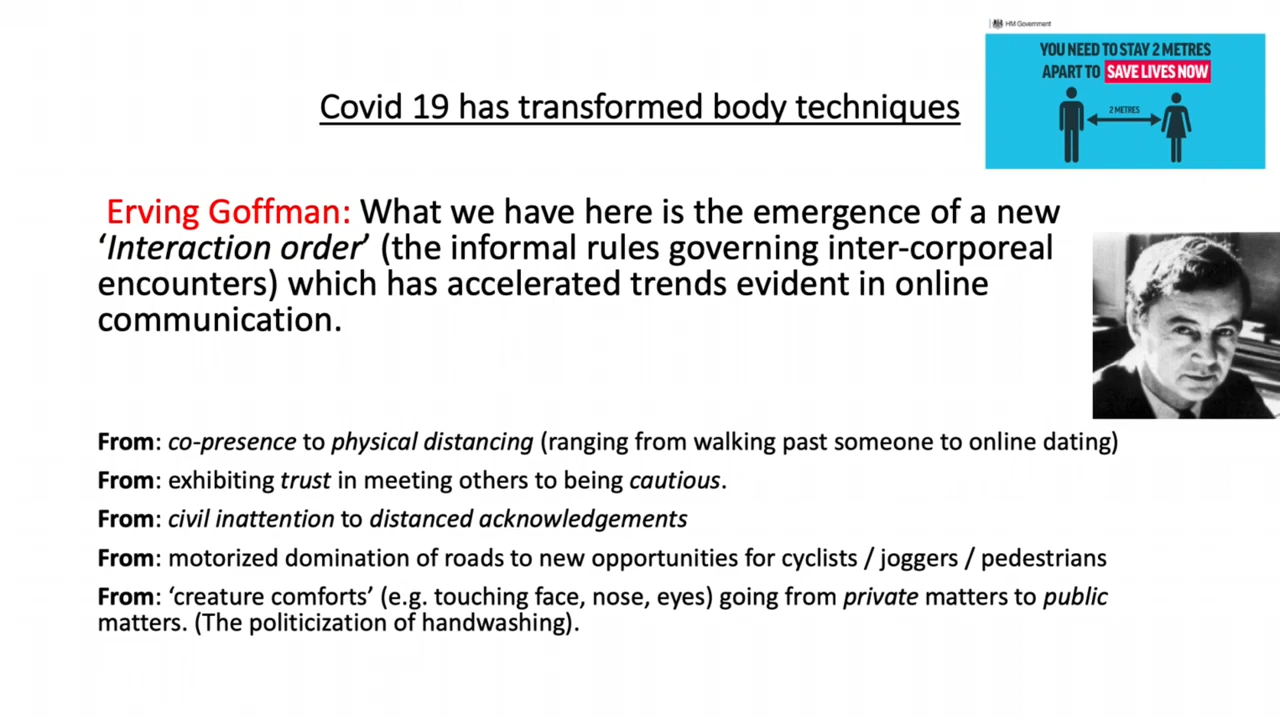 HM Government
YOU NEED TO STAY 2 METRES
APART TO SAVE LIVES NOW
2 METRES
Covid 19 has transformed body techniques
Erving Goffman: What we have here is the emergence of a new
‘Interaction order’ (the informal rules governing inter-corporeal
encounters) which has accelerated trends evident in online
communication.
From: co-presence to physical distancing (ranging from walking past someone to online dating)
From: exhibiting trust in meeting others to being cautious.
From: civil inattention to distanced acknowledgements
From: motorized domination of roads to new opportunities for cyclists / joggers / pedestrians
From: ‘creature comforts’ (e.g. touching face, nose, eyes) going from private matters to public
matters. (The politicization of handwashing).